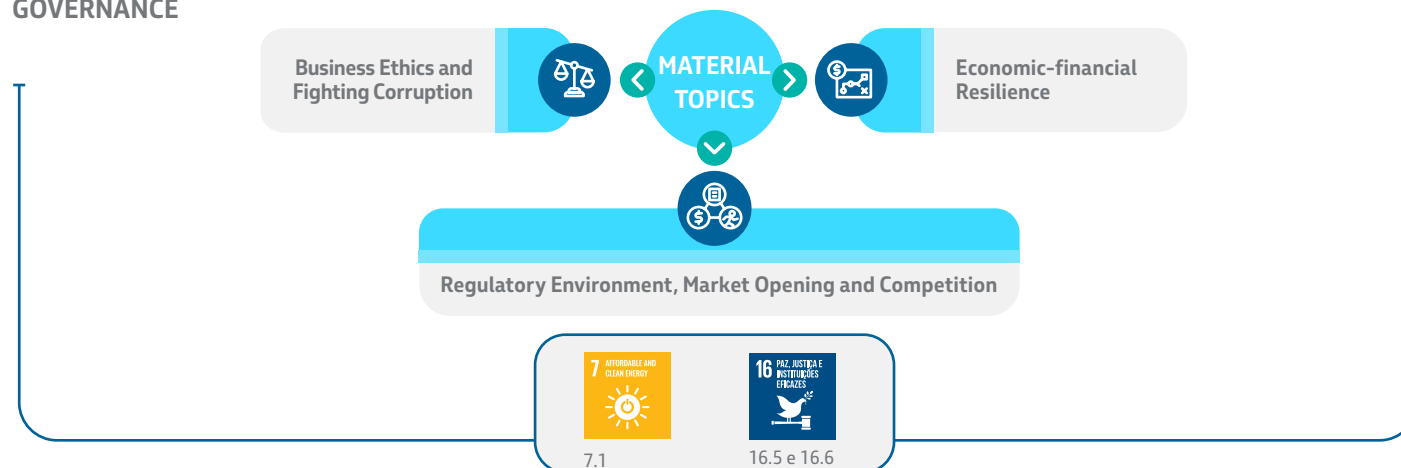 GOVERNANCE
Business Ethics and
Fighting Corruption
MATERIAL
TOPICS
Economic-financial
Resilience
Regulatory Environment, Market Opening and Competition
7 AFFORDABLE AND
CLEAN ENERGY
16 PAZ, JUSTIÇA E
INSTITUIÇÕES
EFICAZES
7.1
16.5 e 16.6